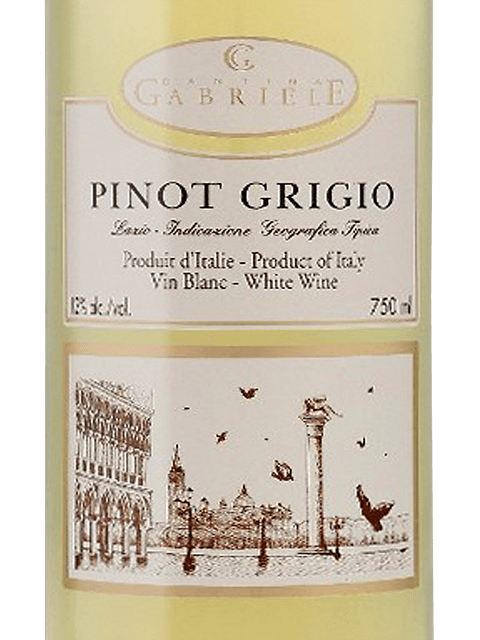 CG
CANTINA
GABRIELE
PINOT GRIGIO
Lazio - Indicazione Geografica Tipica
Produit d'Italie - Product of Italy
Vin Blanc - White Wine
12% alc./vol. 750 ml